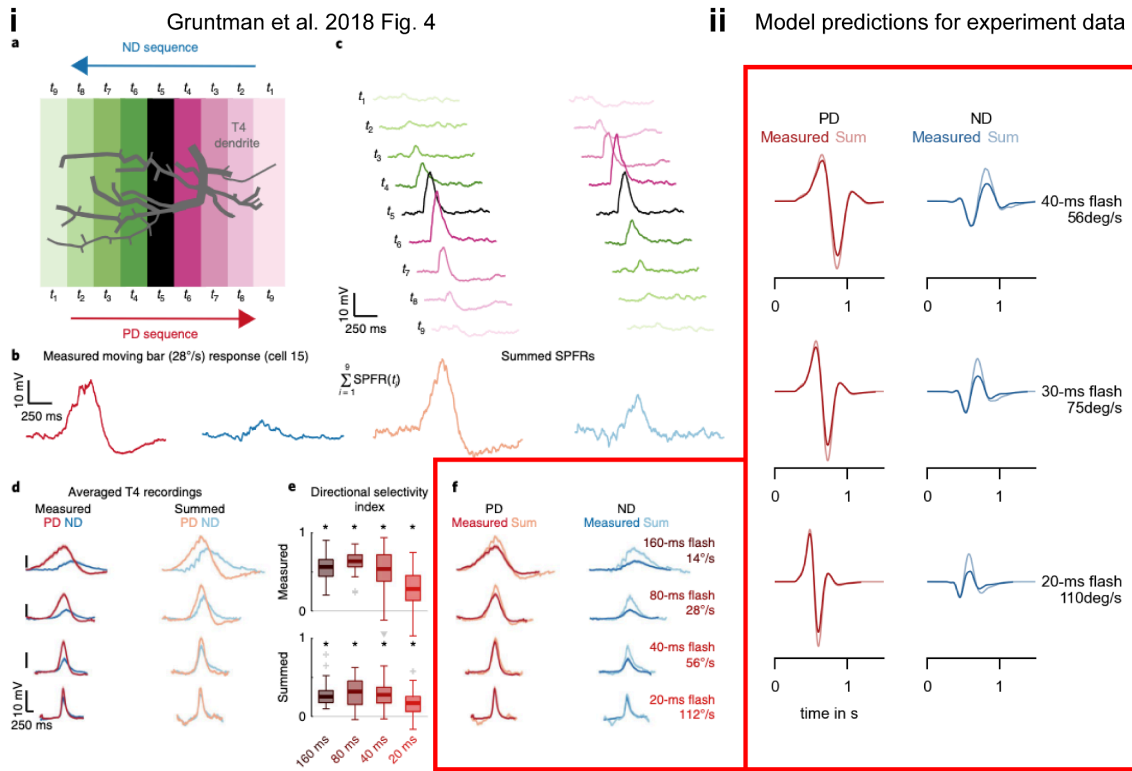 i
Gruntman et al. 2018 Fig. 4
a
ND sequence
t9 t8 t7 t6 t5 t4 t3 t2 t1
T4
dendrite
t1 t2 t3 t4 t5 t6 t7 t8 t9
PD sequence
c
t1
t2
t3
t4
t5
t6
t7
t8
t9
10 mV
250 ms
b
Measured moving bar (28°/s) response (cell 15)
Summed SPFRs
10 mV
250 ms
9
∑ SPFR(ti)
i = 1
d
Averaged T4 recordings
Measured
PD ND
Summed
PD ND
10 mV
250 ms
e
Directional selectivity
index
1
Measured
0
* * * *
1
Summed
0
* * * *
160 ms
80 ms
40 ms
20 ms
f
PD
Measured Sum
ND
Measured Sum
160-ms flash
14°/s
80-ms flash
28°/s
40-ms flash
56°/s
20-ms flash
112°/s
ii
Model predictions for experiment data
PD
Measured Sum
ND
Measured Sum
40-ms flash
56deg/s
0 1
0 1
30-ms flash
75deg/s
0 1
0 1
20-ms flash
110deg/s
0 1
0 1
time in s